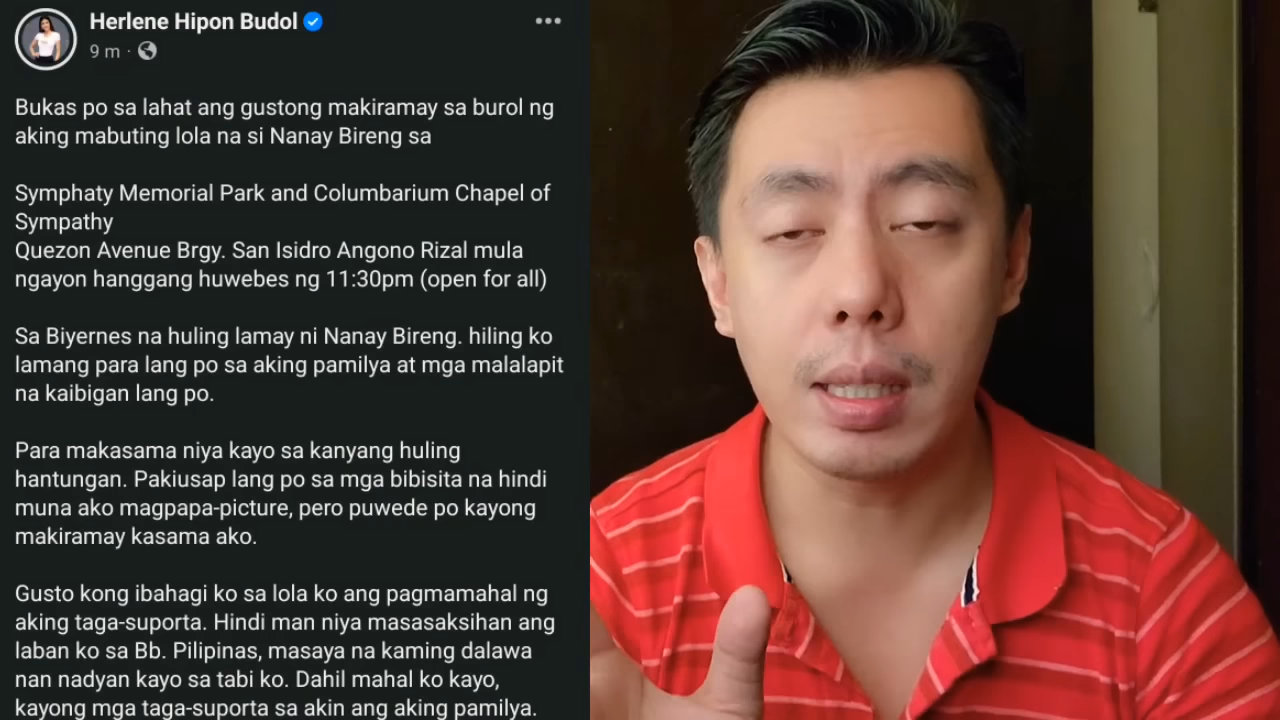 Herlene Hipon Budol
9 m ·
Bukas po sa lahat ang gustong makiramay sa burol ng
aking mabuting lola na si Nanay Bireng sa
Symphaty Memorial Park and Columbarium Chapel of
Sympathy
Quezon Avenue Brgy. San Isidro Angono Rizal mula
ngayon hanggang huwebes ng 11:30pm (open for all)
Sa Biyernes na huling lamay ni Nanay Bireng. hiling ko
lamang para lang po sa aking pamilya at mga malalapit
na kaibigan lang po.
Para makasama niya kayo sa kanyang huling
hantungan. Pakiusap lang po sa mga bibisita na hindi
muna ako magpapa-picture, pero puwede po kayong
makiramay kasama ako.
Gusto kong ibahagi ko sa lola ko ang pagmamahal ng
aking taga-suporta. Hindi man niya masasaksihan ang
laban ko sa Bb. Pilipinas, masaya na kaming dalawa
nan nadyan kayo sa tabi ko. Dahil mahal ko kayo,
kayong mga taga-suporta sa akin ang aking pamilya.